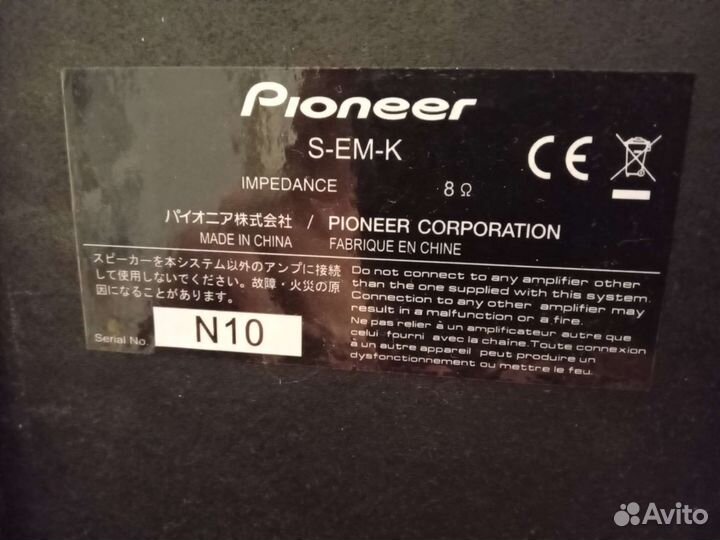 Pioneer
S-EM-K
CE
IMPEDANCE 8 Ω
パイオニア株式会社 / PIONEER CORPORATION
MADE IN CHINA FABRIQUE EN CHINE
スピーカーを本システム以外のアンプに接続
して使用しないでください。故障・火災の原
因になることがあります。
Do not connect to any amplifier other
than the one supplied with this system.
Connection to any other amplifier may
result in a malfunction or a fire.
Ne pas relier à un amplificateur autre que
celui fourni avec la chaîne. Toute connexion
à un autre appareil peut produire un
dysfonctionement ou mettre le feu.
Serial No. N10
Avito